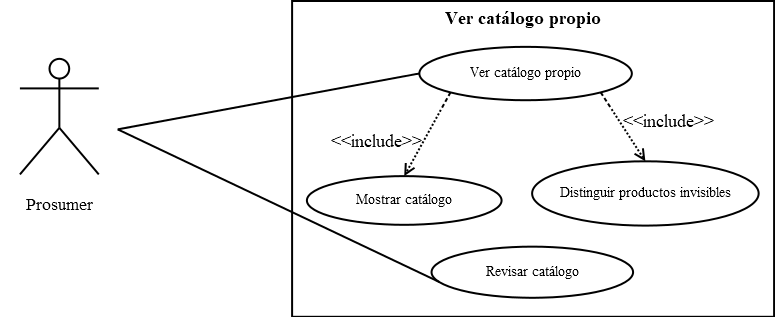 Ver catálogo propio
Ver catálogo propio
<<include>>
<<include>>
Mostrar catálogo
Distinguir productos invisibles
Prosumer
Revisar catálogo